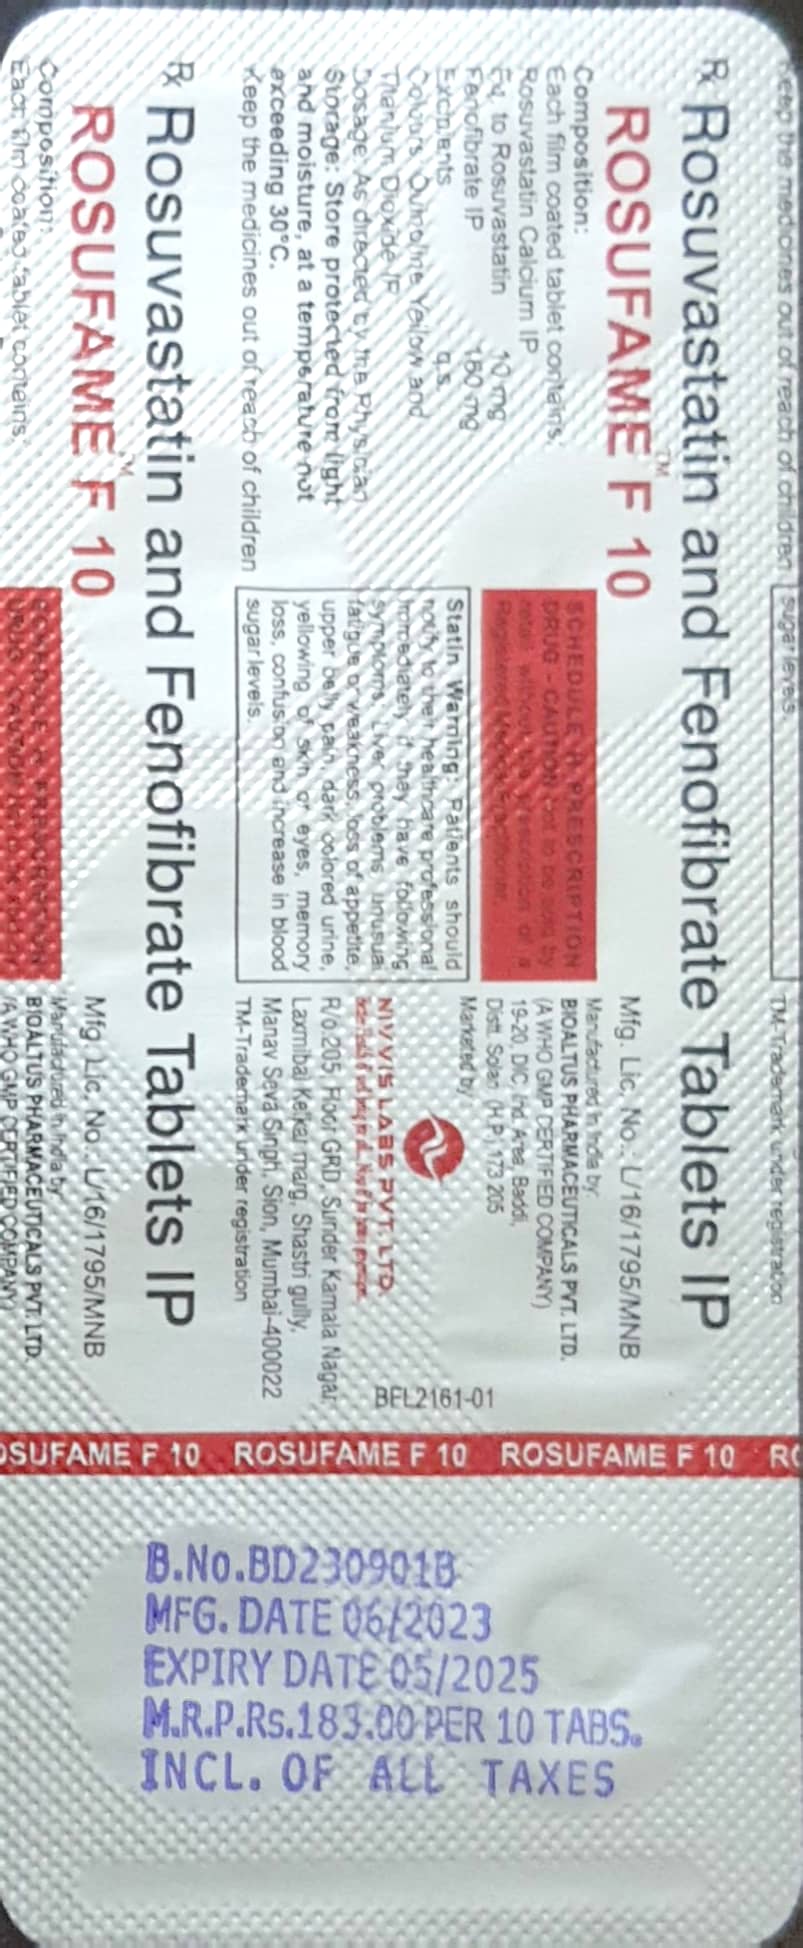 Keep the medicines out of reach of children
sugar levels.
TM-Trademark under registration
Rx Rosuvastatin and Fenofibrate Tablets IP
ROSUFAME™ F 10
Composition:
Each film coated tablet contains:
Rosuvastatin Calcium IP
Eq. to Rosuvastatin 10 mg
Fenofibrate IP 160 mg
Excipients q.s.
Colours: Quinoline Yellow and
Titanium Dioxide IP
Dosage: As directed by the Physician
Storage: Store protected from light
and moisture, at a temperature not
exceeding 30°C.
Keep the medicines out of reach of children
SCHEDULE H PRESCRIPTION
DRUG - CAUTION Not to be sold by
retail without the prescription of a
Registered Medical Practitioner.
Statin Warning: Patients should
notify to their healthcare professional
immediately if they have following
symptoms: Liver problems unusual
fatigue or weakness, loss of appetite,
upper belly pain, dark colored urine,
yellowing of skin or eyes, memory
loss, confusion and increase in blood
sugar levels.
Mfg. Lic. No.: L/16/1795/MNB
Manufactured in India by:
BIOALTUS PHARMACEUTICALS PVT. LTD.
(A WHO GMP CERTIFIED COMPANY)
19-20, DIC, Ind. Area, Baddi,
Distt. Solan (H.P.) 173 205
Marketed by
NIVVIS LABS PVT. LTD.
R/o.205, Floor GRD, Sunder Kamala Nagar,
Laxmibai Kelkar marg, Shastri gully,
Manav Seva Singh, Sion, Mumbai-400022
TM-Trademark under registration
BFL2161-01
Rx Rosuvastatin and Fenofibrate Tablets IP
ROSUFAME™ F 10
Composition:
Each film coated tablet contains:
SCHEDULE H PRESCRIPTION
DRUG - CAUTION Not to be sold by
Mfg. Lic. No.: L/16/1795/MNB
Manufactured in India by:
BIOALTUS PHARMACEUTICALS PVT. LTD.
(A WHO GMP CERTIFIED COMPANY)
OSUFAME F 10 ROSUFAME F 10 ROSUFAME F 10 RO
B.No.BD230901B
MFG. DATE 06/2023
EXPIRY DATE 05/2025
M.R.P.Rs.183.00 PER 10 TABS.
INCL. OF ALL TAXES